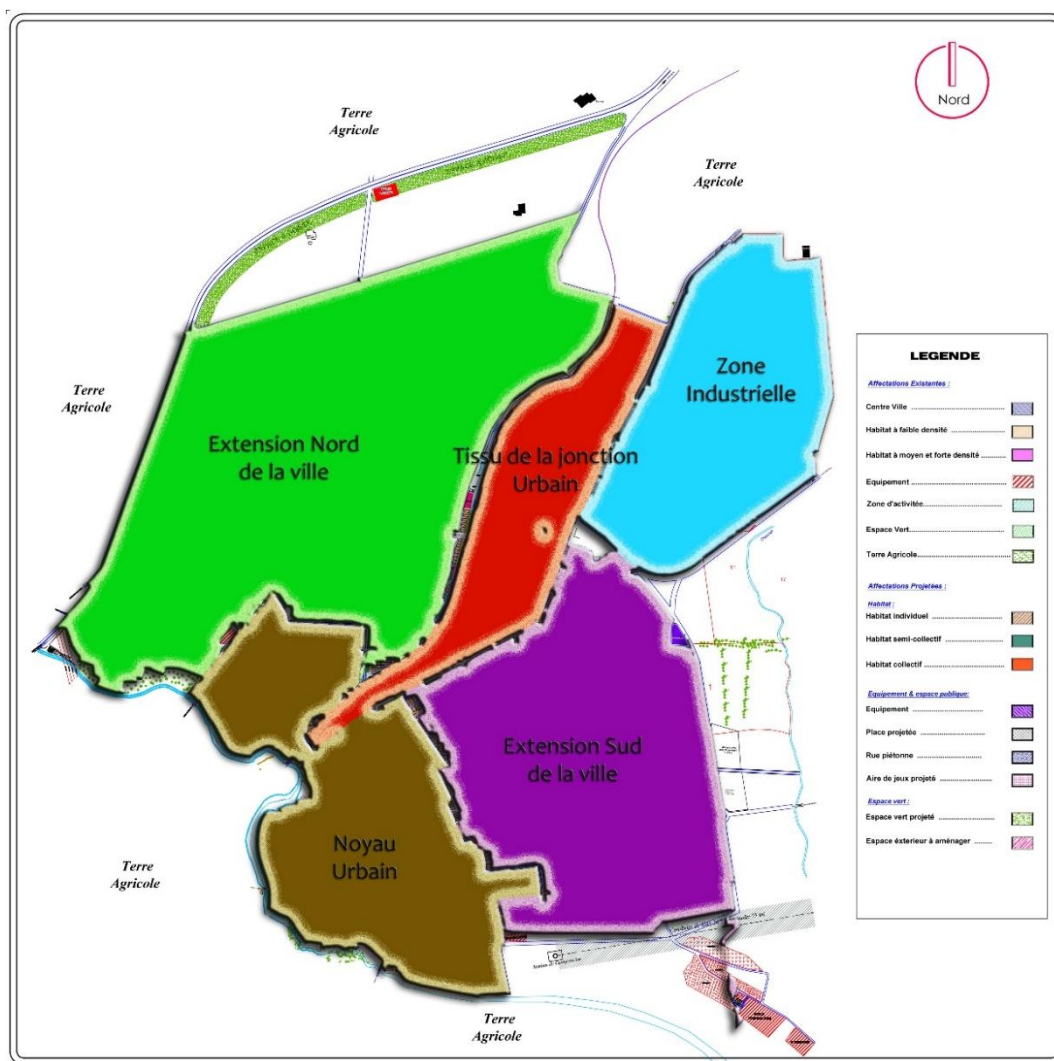 Nord
Terre
Agricole
Terre
Agricole
Terre
Agricole
Zone
Industrielle
Extension Nord
de la ville
Tissu de la jonction
Urbain
Extension Sud
de la ville
Noyau
Urbain
Terre
Agricole
Terre
Agricole
LEGENDE
Affectations Existantes :
Centre Ville
Habitat à faible densité
Habitat à moyen et forte densité
Equipement
Zone d'activitée
Espace Vert
Terre Agricole
Affectations Projetées :
Habitat :
Habitat individuel
Habitat semi-collectif
Habitat collectif
Equipement & espace publique:
Equipement
Place projetée
Rue piétonne
Aire de jeux projeté
Espace vert :
Espace vert projeté
Espace éxterieur à aménager